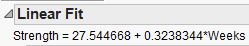 Linear Fit
Strength = 27.544668 + 0.3238344*Weeks